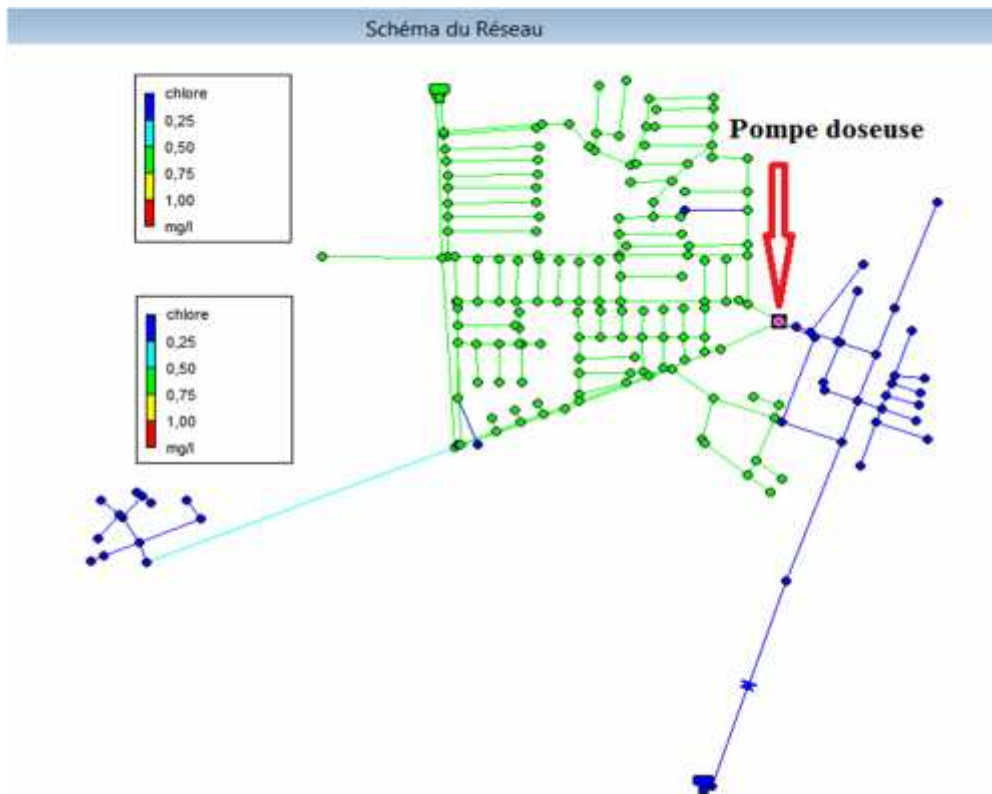 Schéma du Réseau
chlore
0,25
0,50
0,75
1,00
mg/l
Pompe doseuse
chlore
0,25
0,50
0,75
1,00
mg/l